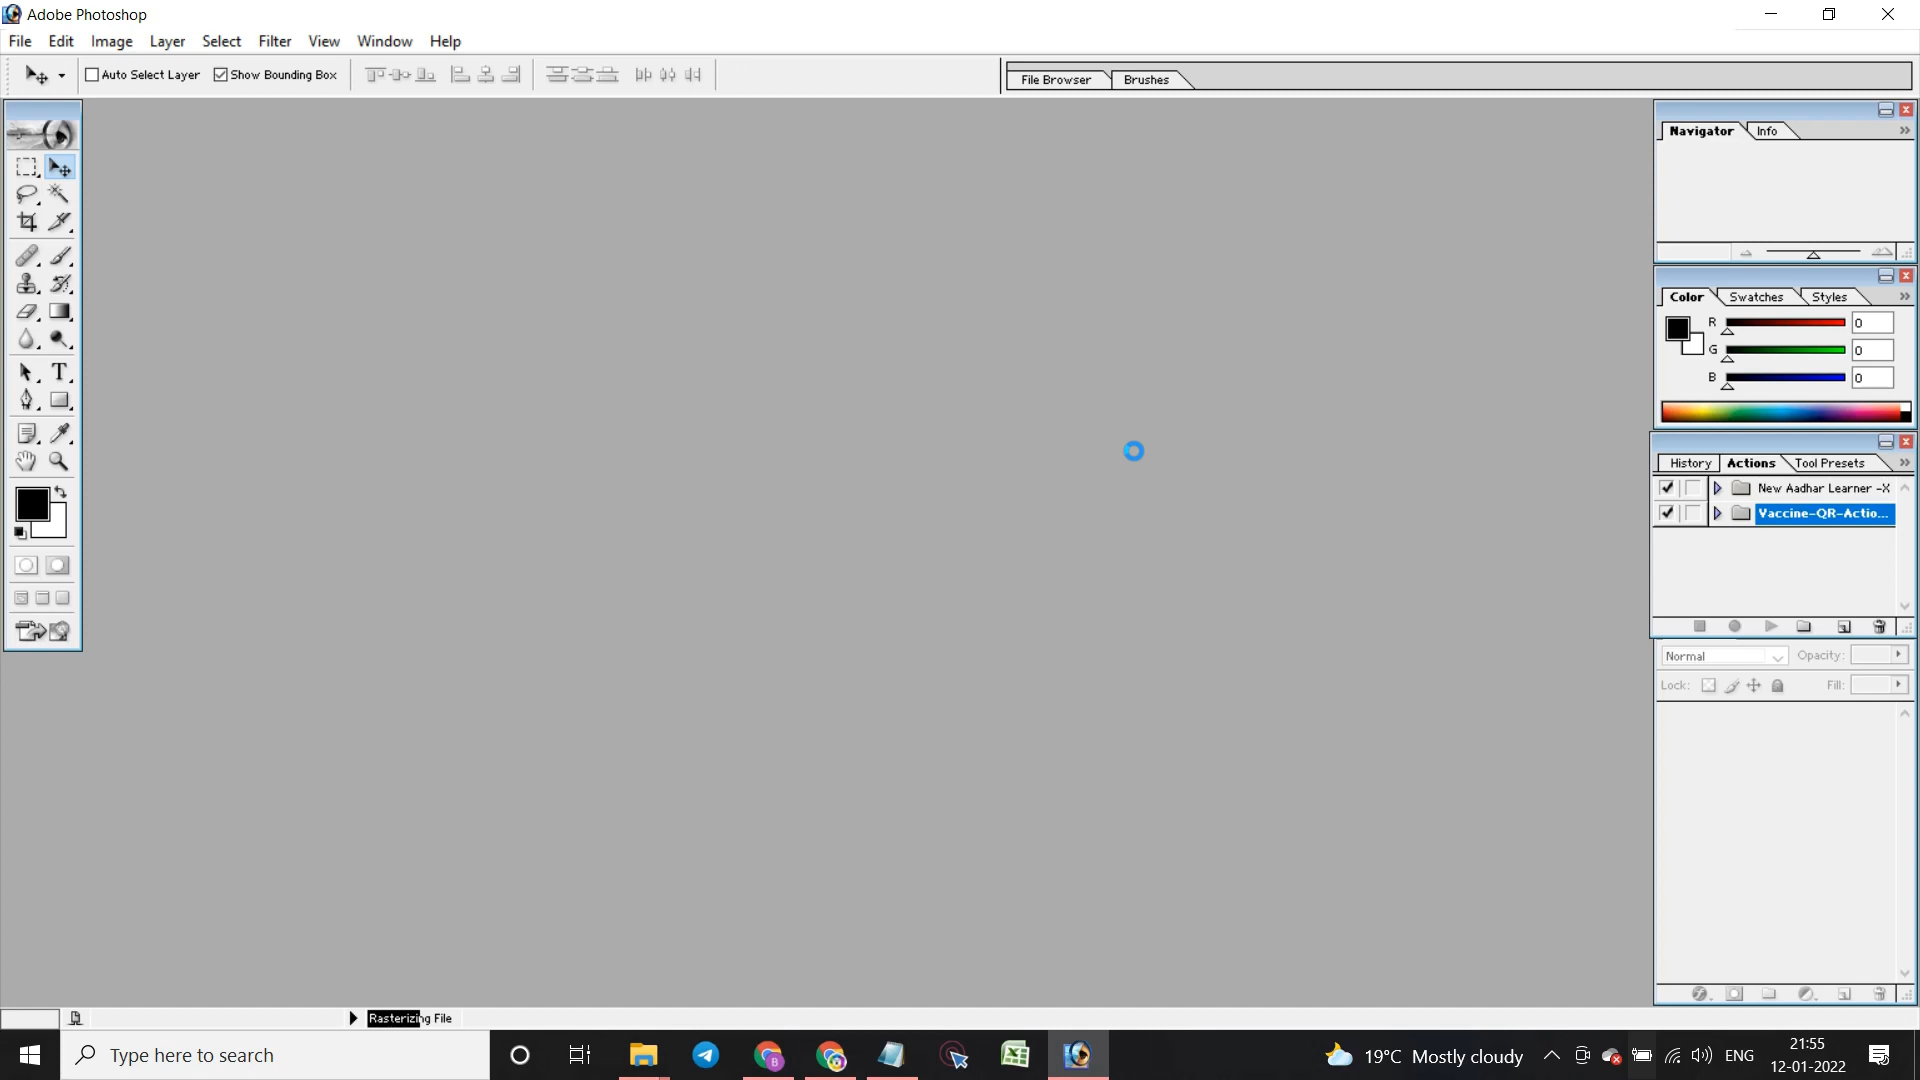 Adobe Photoshop
File Edit Image Layer Select Filter View Window Help
Auto Select Layer Show Bounding Box
File Browser Brushes
Navigator Info
Color Swatches Styles
R 0
G 0
B 0
History Actions Tool Presets
New Aadhar Learner -X
Vaccine-QR-Actio...
Normal Opacity:
Lock: Fill:
T
Rasterizing File
Type here to search
B
19°C Mostly cloudy
ENG
21:55
12-01-2022